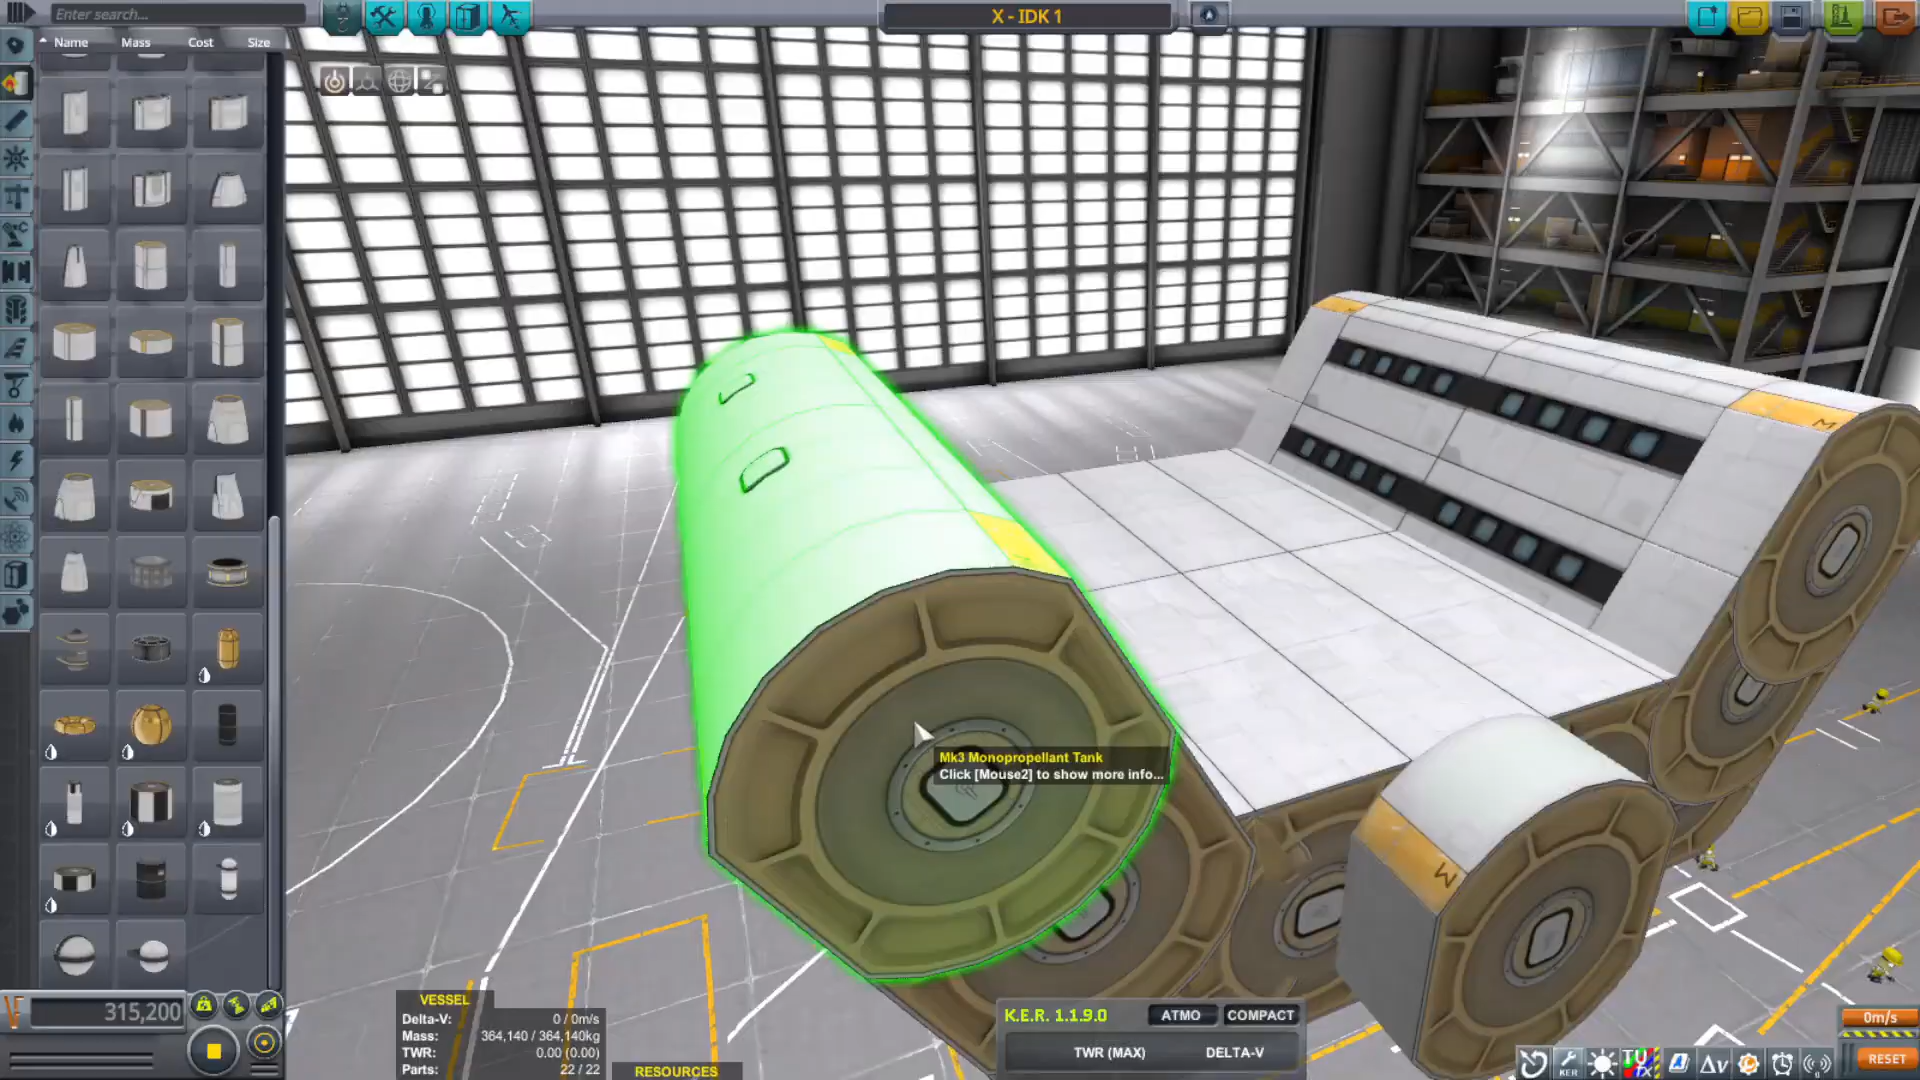 Enter search...
X - IDK 1
Name Mass Cost Size
M
M
Mk3 Monopropellant Tank
Click [Mouse2] to show more info...
315,200
VESSEL
Delta-V: 0 / 0m/s
Mass: 364,140 / 364,140kg
TWR: 0.00 (0.00)
Parts: 22 / 22
RESOURCES
K.E.R. 1.1.9.0 ATMO COMPACT
TWR (MAX) DELTA-V
0m/s
KER
Δv
RESET